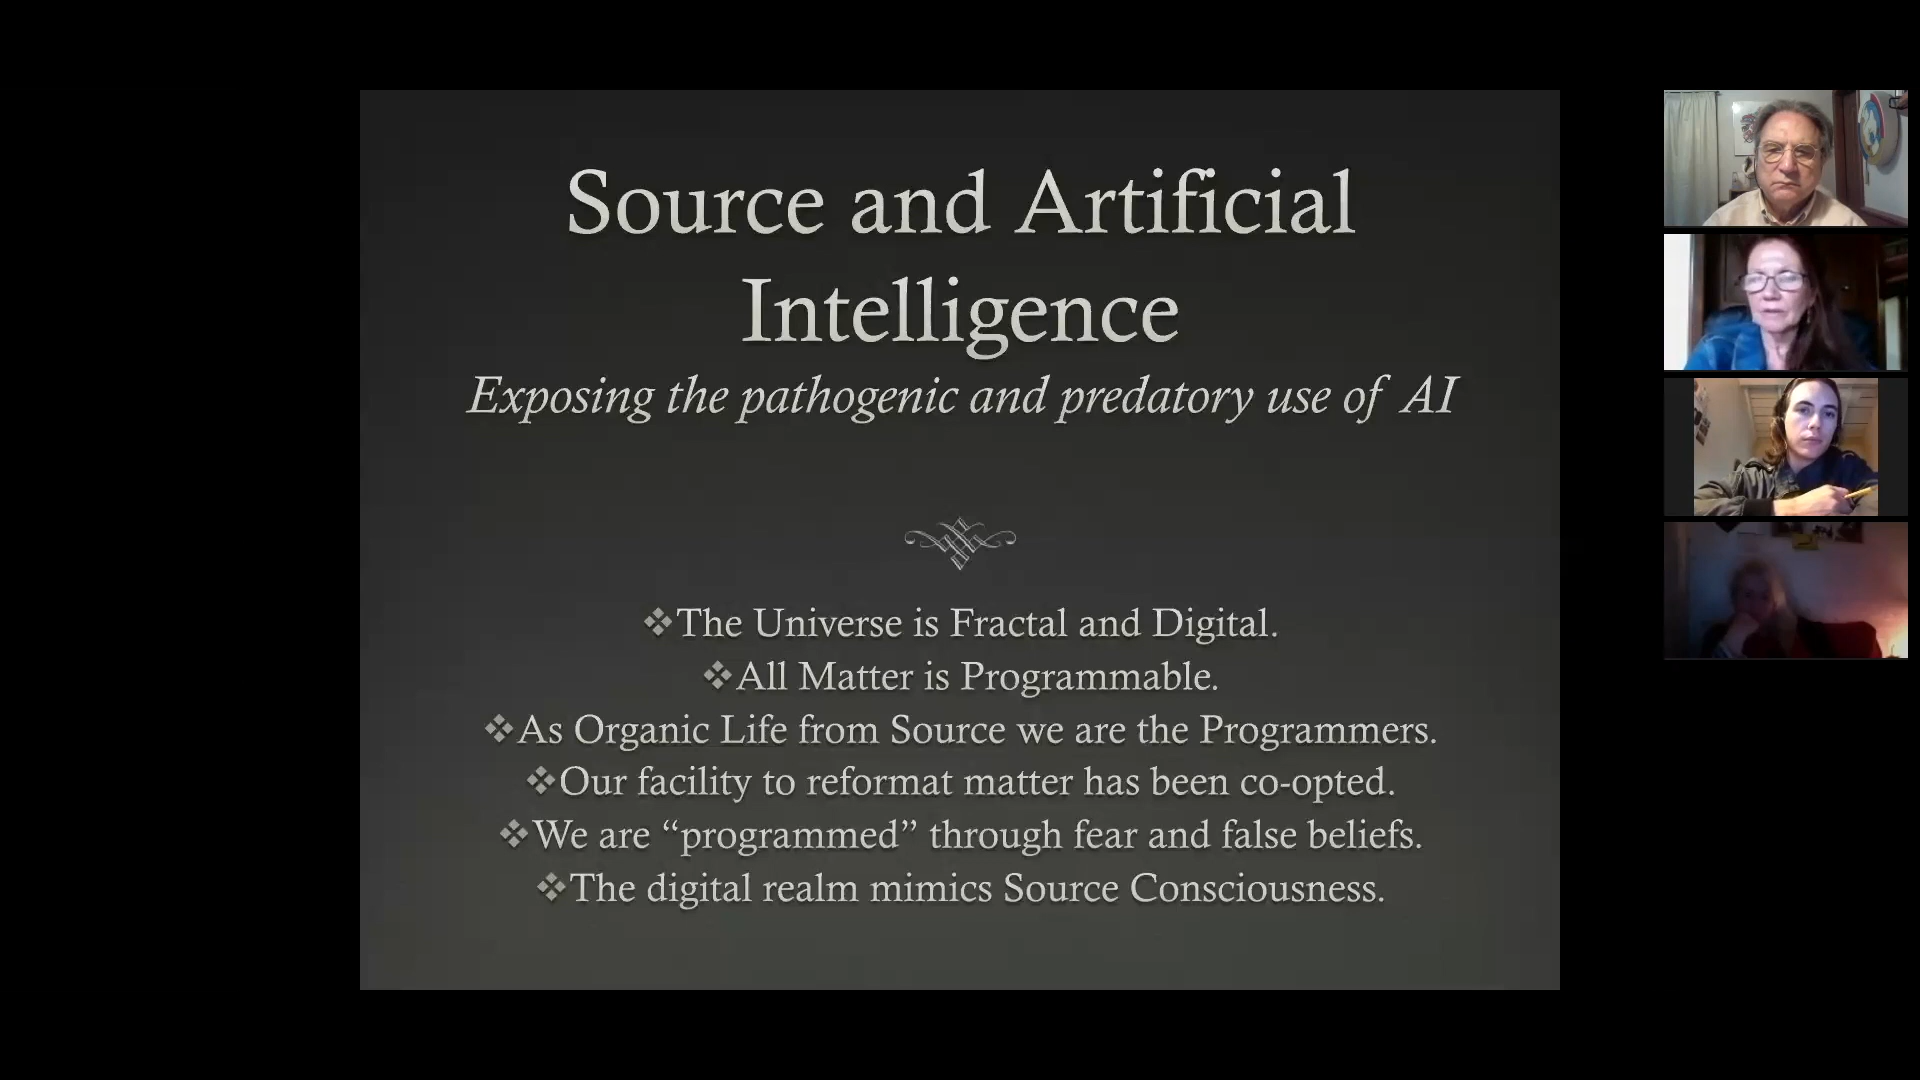 Source and Artificial
Intelligence
Exposing the pathogenic and predatory use of AI
❖The Universe is Fractal and Digital.
❖All Matter is Programmable.
❖As Organic Life from Source we are the Programmers.
❖Our facility to reformat matter has been co-opted.
❖We are “programmed” through fear and false beliefs.
❖The digital realm mimics Source Consciousness.